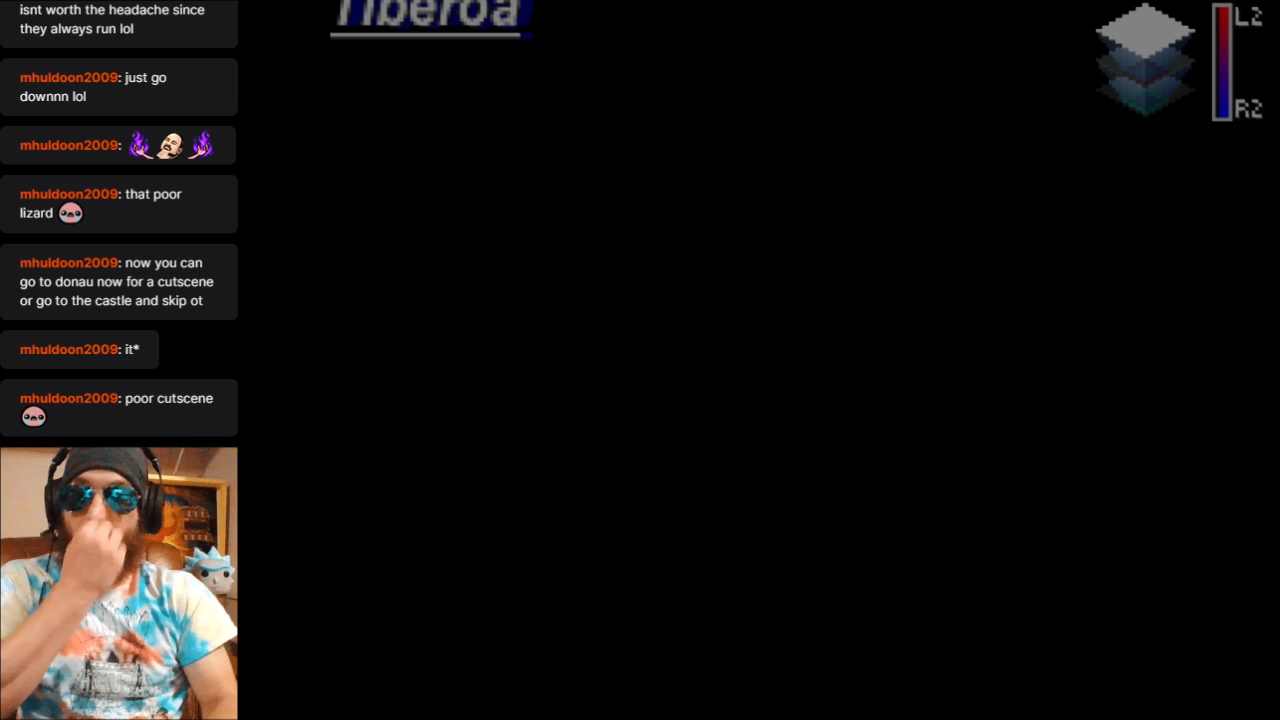 isnt worth the headache since
they always run lol
mhuldoon2009: just go
downnn lol
mhuldoon2009:
mhuldoon2009: that poor
lizard
mhuldoon2009: now you can
go to donau now for a cutscene
or go to the castle and skip ot
mhuldoon2009: it*
mhuldoon2009: poor cutscene
Tiberoa
L2
R2